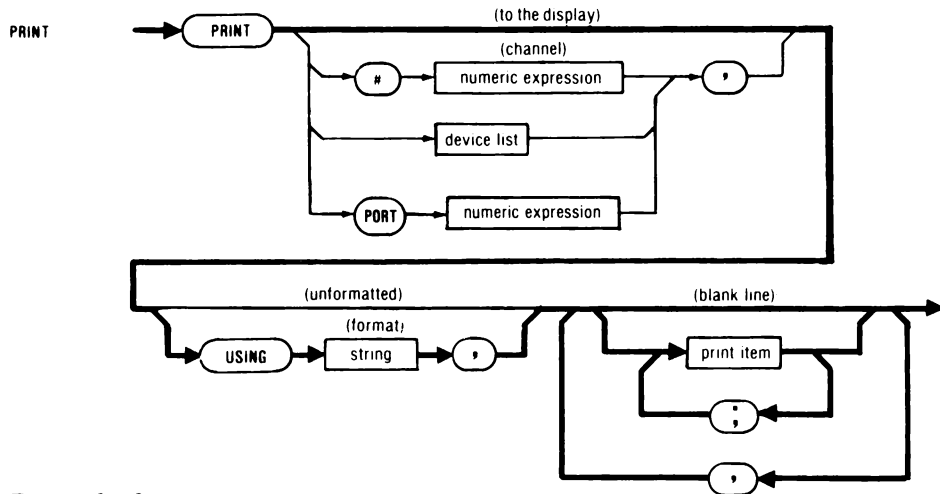 (to the display)
PRINT
PRINT
(channel)
# numeric expression ,
device list
PORT numeric expression
(unformatted) (blank line)
(format)
USING string , print item
;
,